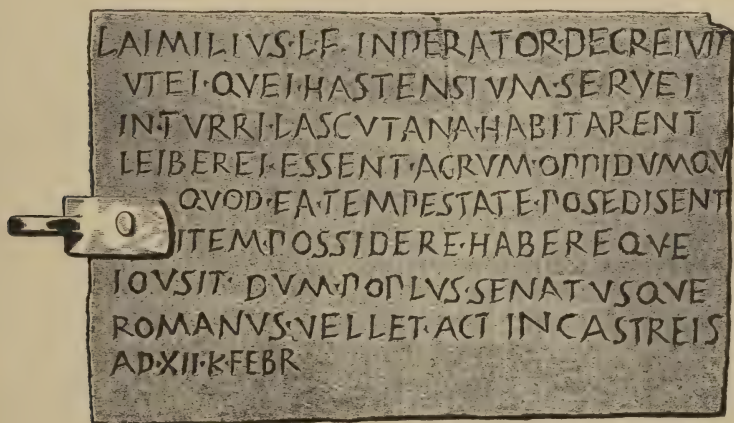 L·AIMILIVS·L·F·INPEIRATOR·DECREIVIT
VTEI·QVEI·HASTENSIVM·SERVEI
IN·TVRRI·LASCVTANA·HABITARENT
LEIBEREI·ESSENT·AGRVM·OPPIDVMQV
QVOD·EA·TEMPESTATE·POSEDISENT
ITEM·POSSIDERE·HABEREQVE
IOVSIT·DVM·POPLVS·SENATVSQVE
ROMANVS·VELLET·ACT·IN CASTREIS
AD·XII·K·FEBR